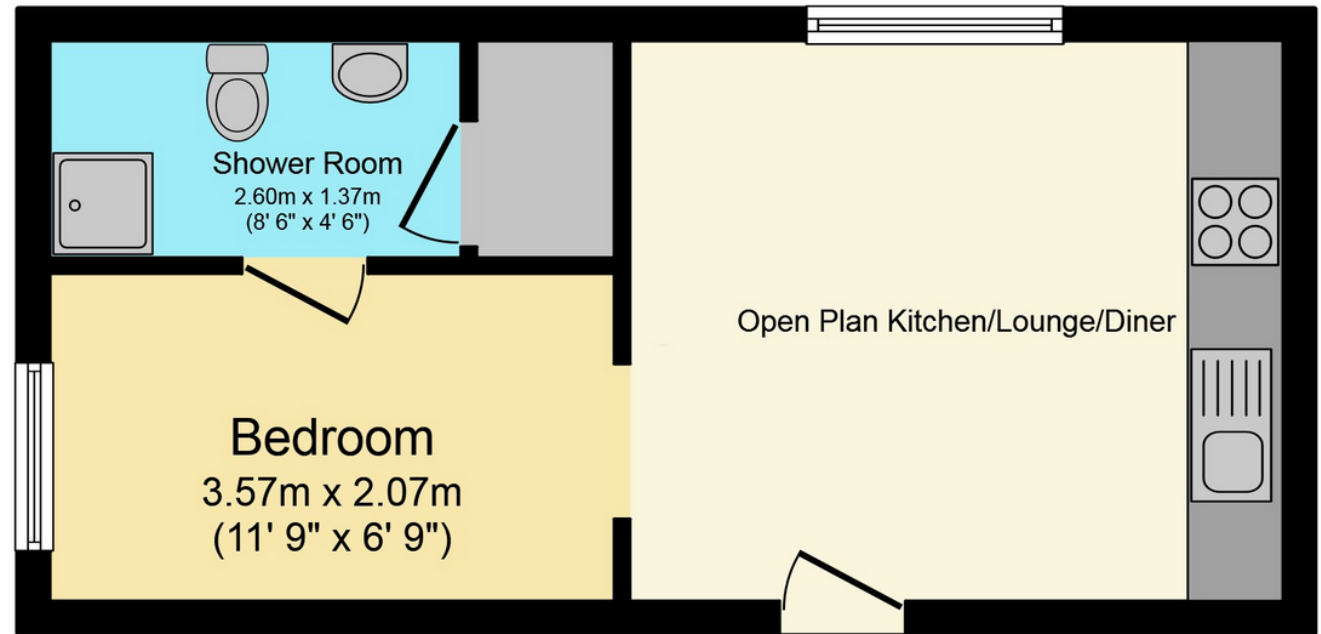 Shower Room
2.60m x 1.37m
(8' 6" x 4' 6")
Open Plan Kitchen/Lounge/Diner
Bedroom
3.57m x 2.07m
(11' 9" x 6' 9")